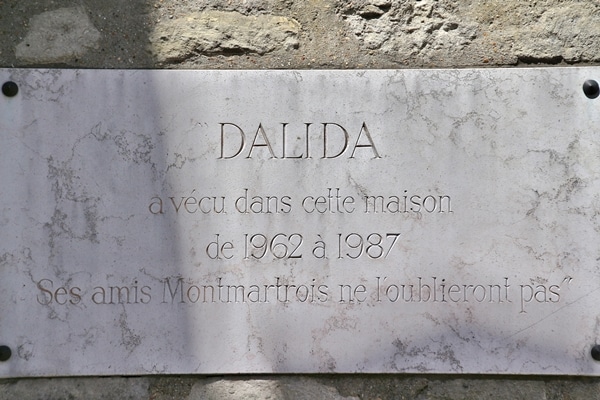 DALIDA
a vécu dans cette maison
de 1962 à 1987
"Ses amis Montmartrois ne l'oublieront pas"